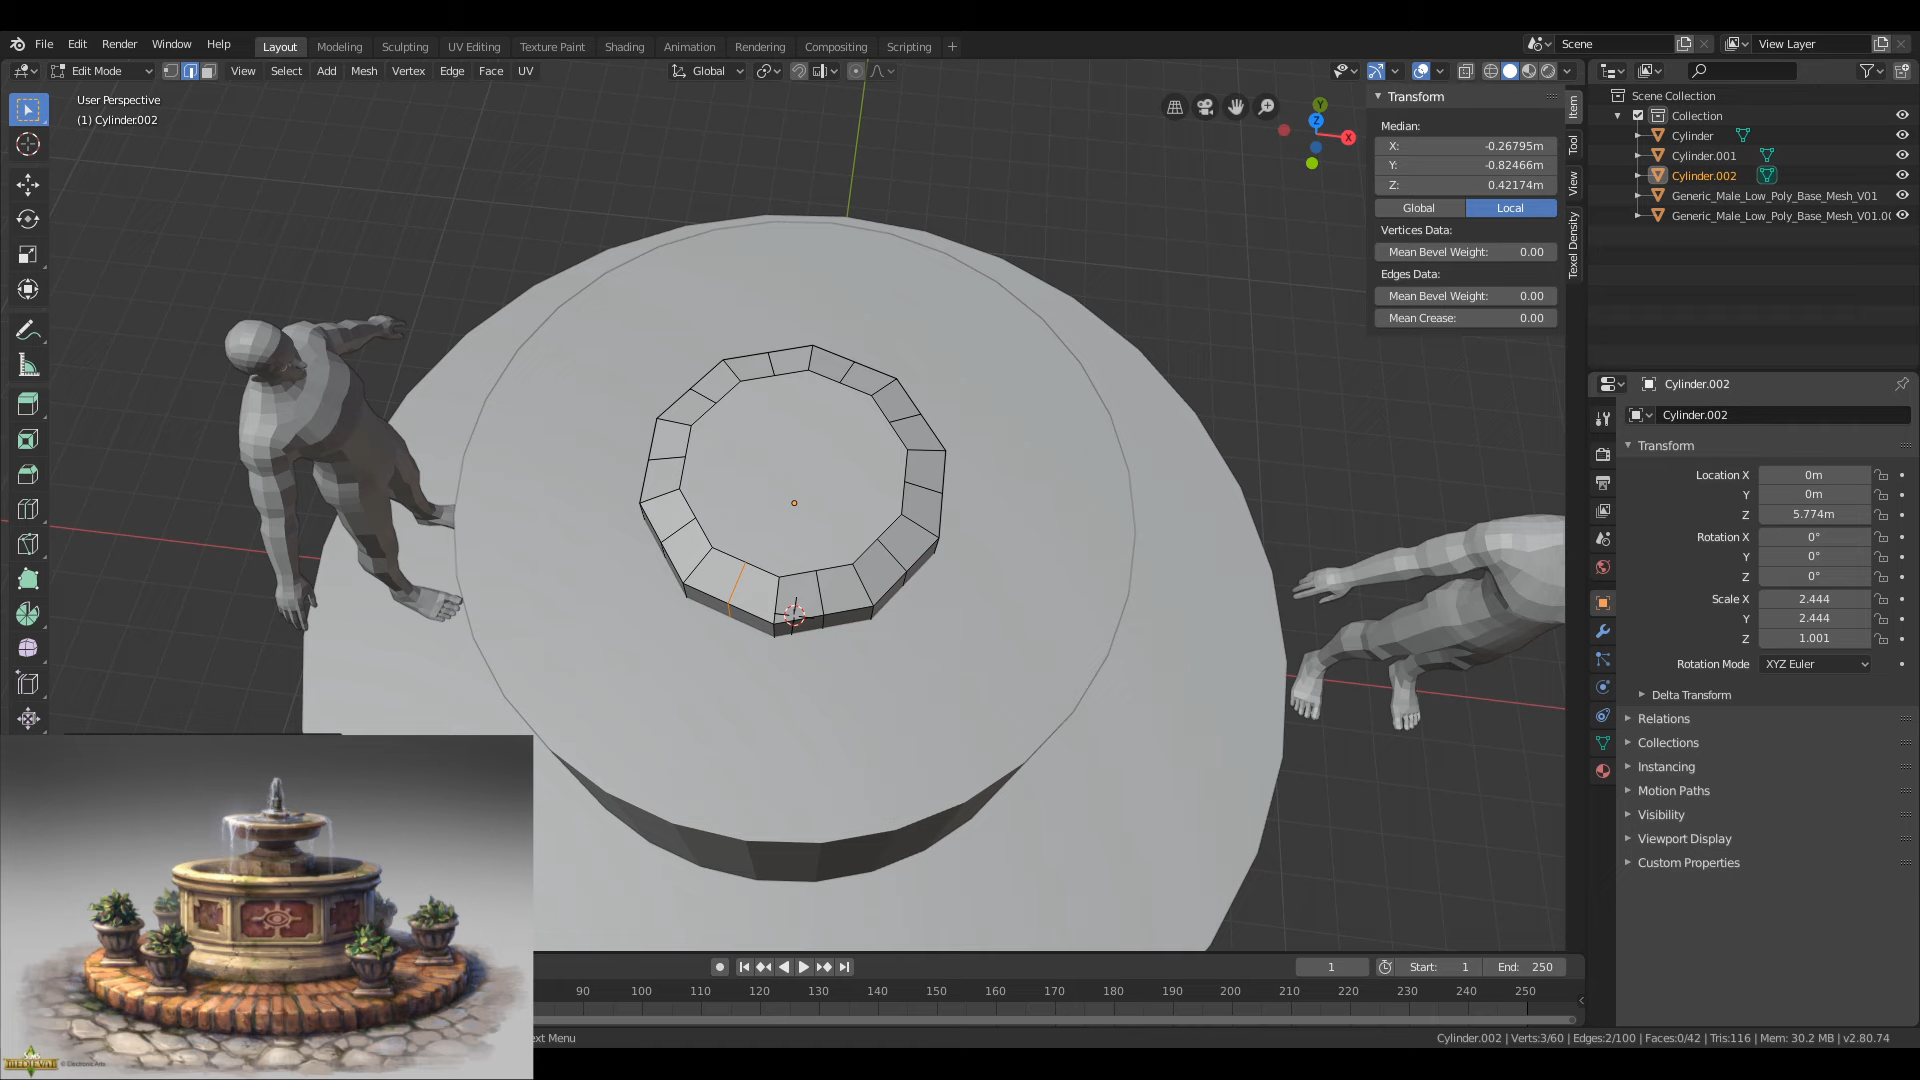 File Edit Render Window Help Layout Modeling Sculpting UV Editing Texture Paint Shading Animation Rendering Compositing Scripting + Scene View Layer
Edit Mode View Select Add Mesh Vertex Edge Face UV Global
User Perspective
(1) Cylinder.002
Transform
Median:
X: -0.26795m
Y: -0.82466m
Z: 0.42174m
Global Local
Vertices Data:
Mean Bevel Weight: 0.00
Edges Data:
Mean Bevel Weight: 0.00
Mean Crease: 0.00
Item
Tool
View
Texel Density
Y
Z
X
Scene Collection
Collection
Cylinder
Cylinder.001
Cylinder.002
Generic_Male_Low_Poly_Base_Mesh_V01
Generic_Male_Low_Poly_Base_Mesh_V01.00
Cylinder.002
Cylinder.002
Transform
Location X 0m
Y 0m
Z 5.774m
Rotation X 0°
Y 0°
Z 0°
Scale X 2.444
Y 2.444
Z 1.001
Rotation Mode XYZ Euler
Delta Transform
Relations
Collections
Instancing
Motion Paths
Visibility
Viewport Display
Custom Properties
1 Start: 1 End: 250
90 100 110 120 130 140 150 160 170 180 190 200 210 220 230 240 250
ext Menu
Cylinder.002 | Verts:3/60 | Edges:2/100 | Faces:0/42 | Tris:116 | Mem: 30.2 MB | v2.80.74
MEDIEVAL
© Electronic Arts